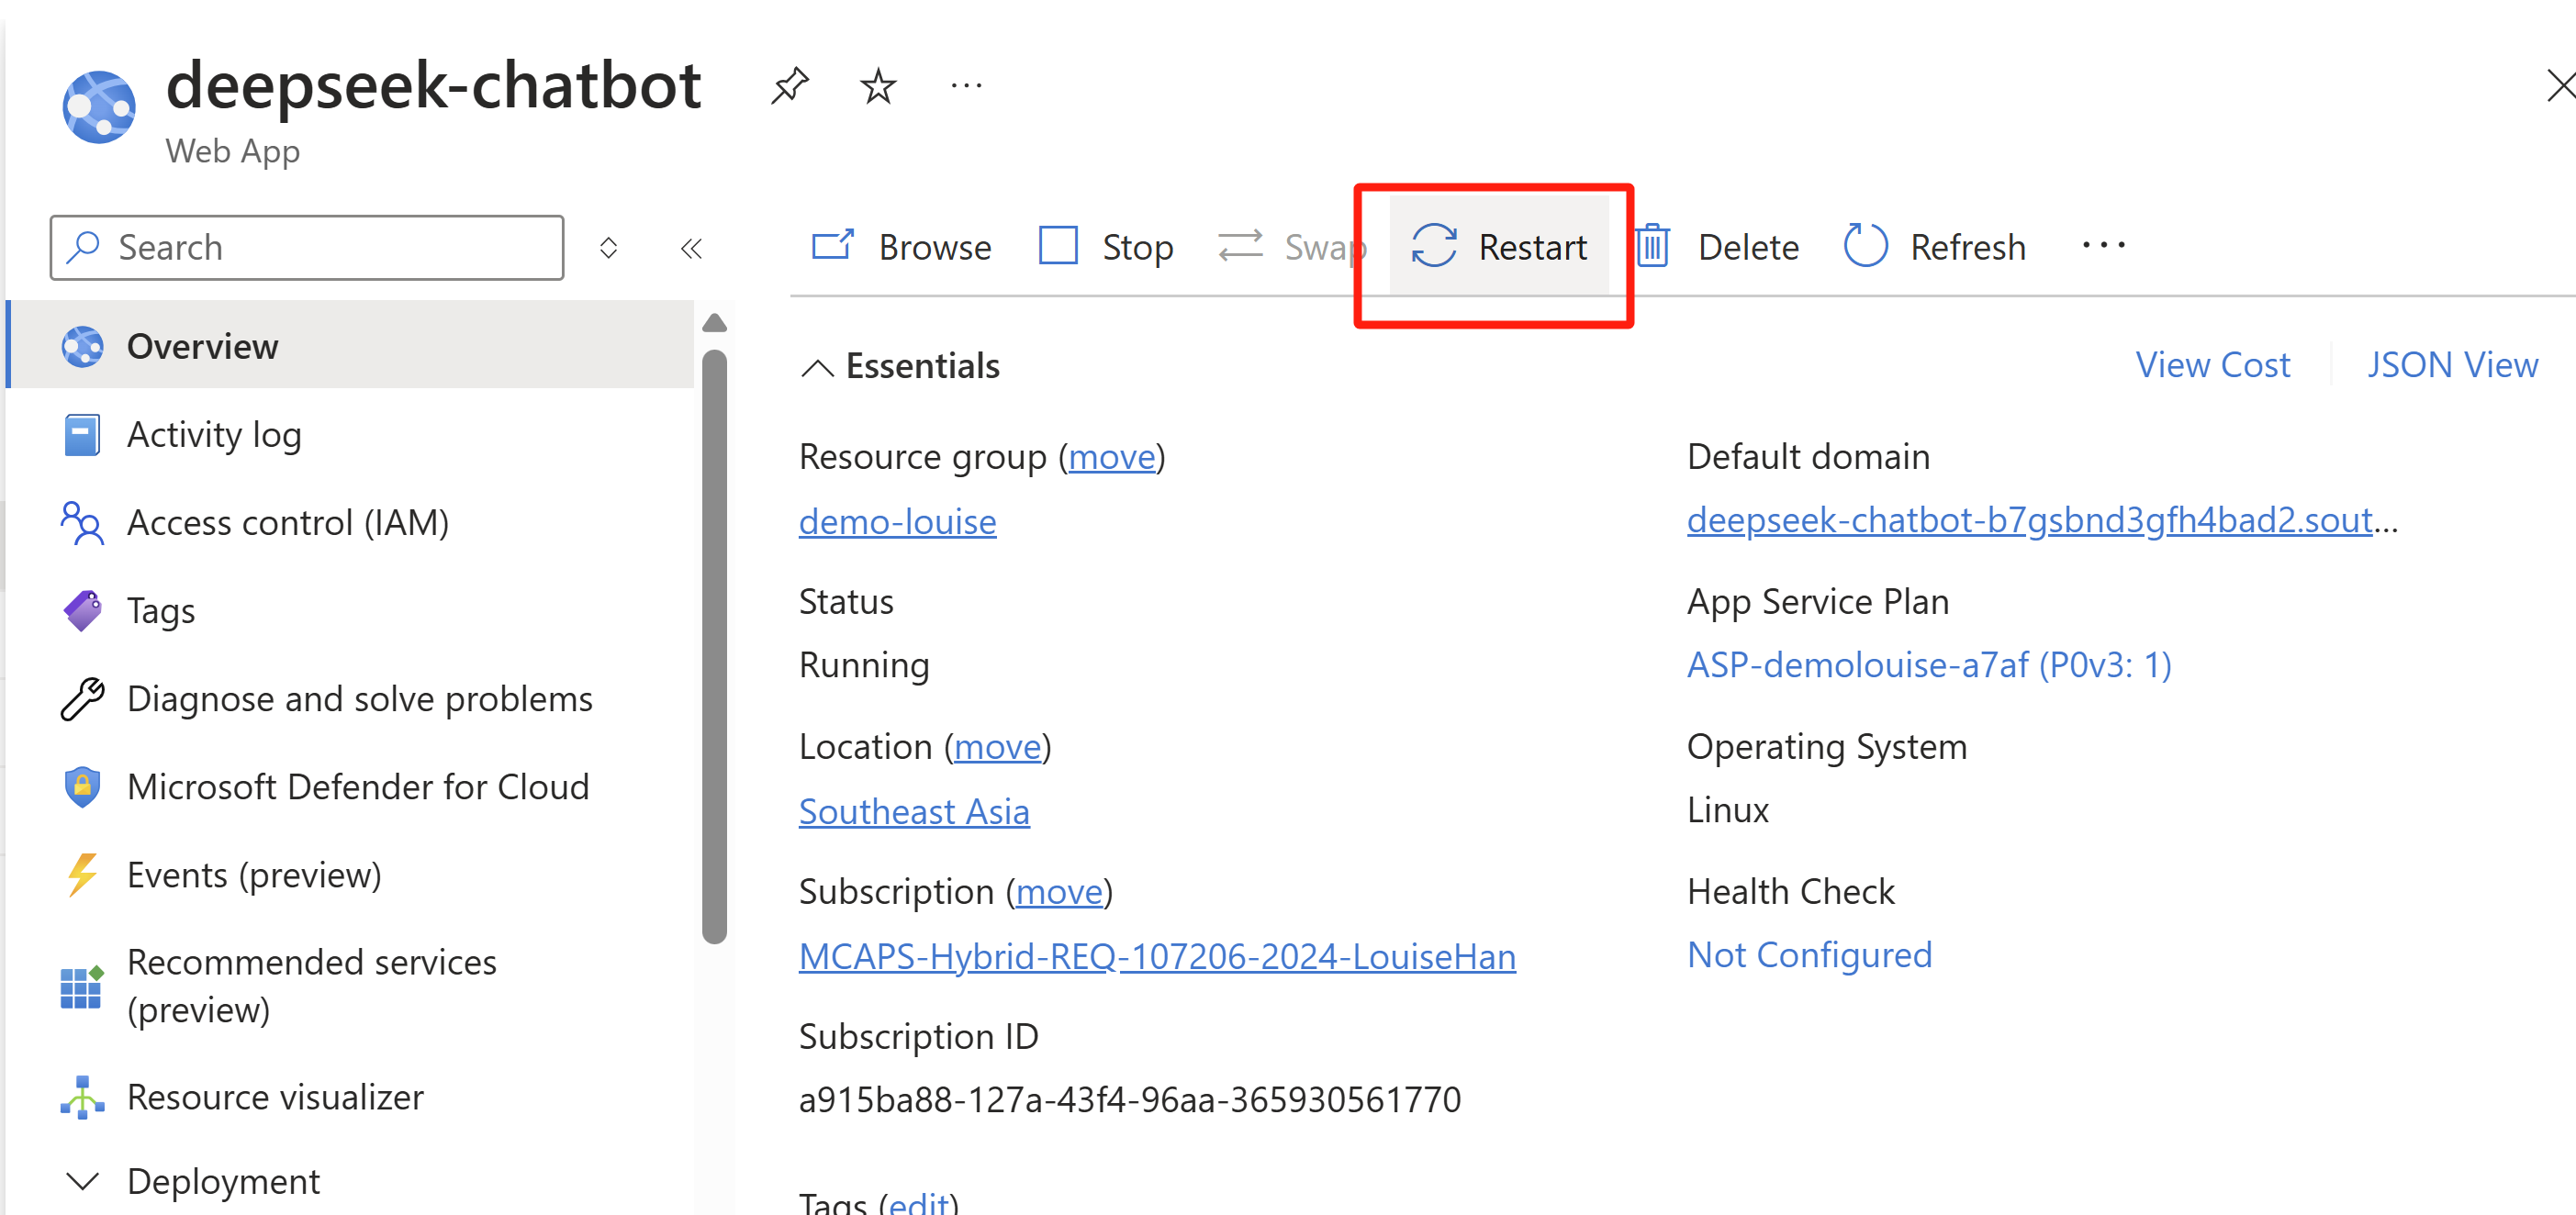 deepseek-chatbot
Web App
Search
Browse
Stop
Swap
Restart
Delete
Refresh
Overview
Activity log
Access control (IAM)
Tags
Diagnose and solve problems
Microsoft Defender for Cloud
Events (preview)
Recommended services
(preview)
Resource visualizer
Deployment
Essentials
View Cost
JSON View
Resource group (move)
demo-louise
Status
Running
Location (move)
Southeast Asia
Subscription (move)
MCAPS-Hybrid-REQ-107206-2024-LouiseHan
Subscription ID
a915ba88-127a-43f4-96aa-365930561770
Tags (edit)
Default domain
deepseek-chatbot-b7gsbnd3gfh4bad2.sout...
App Service Plan
ASP-demolouise-a7af (P0v3: 1)
Operating System
Linux
Health Check
Not Configured